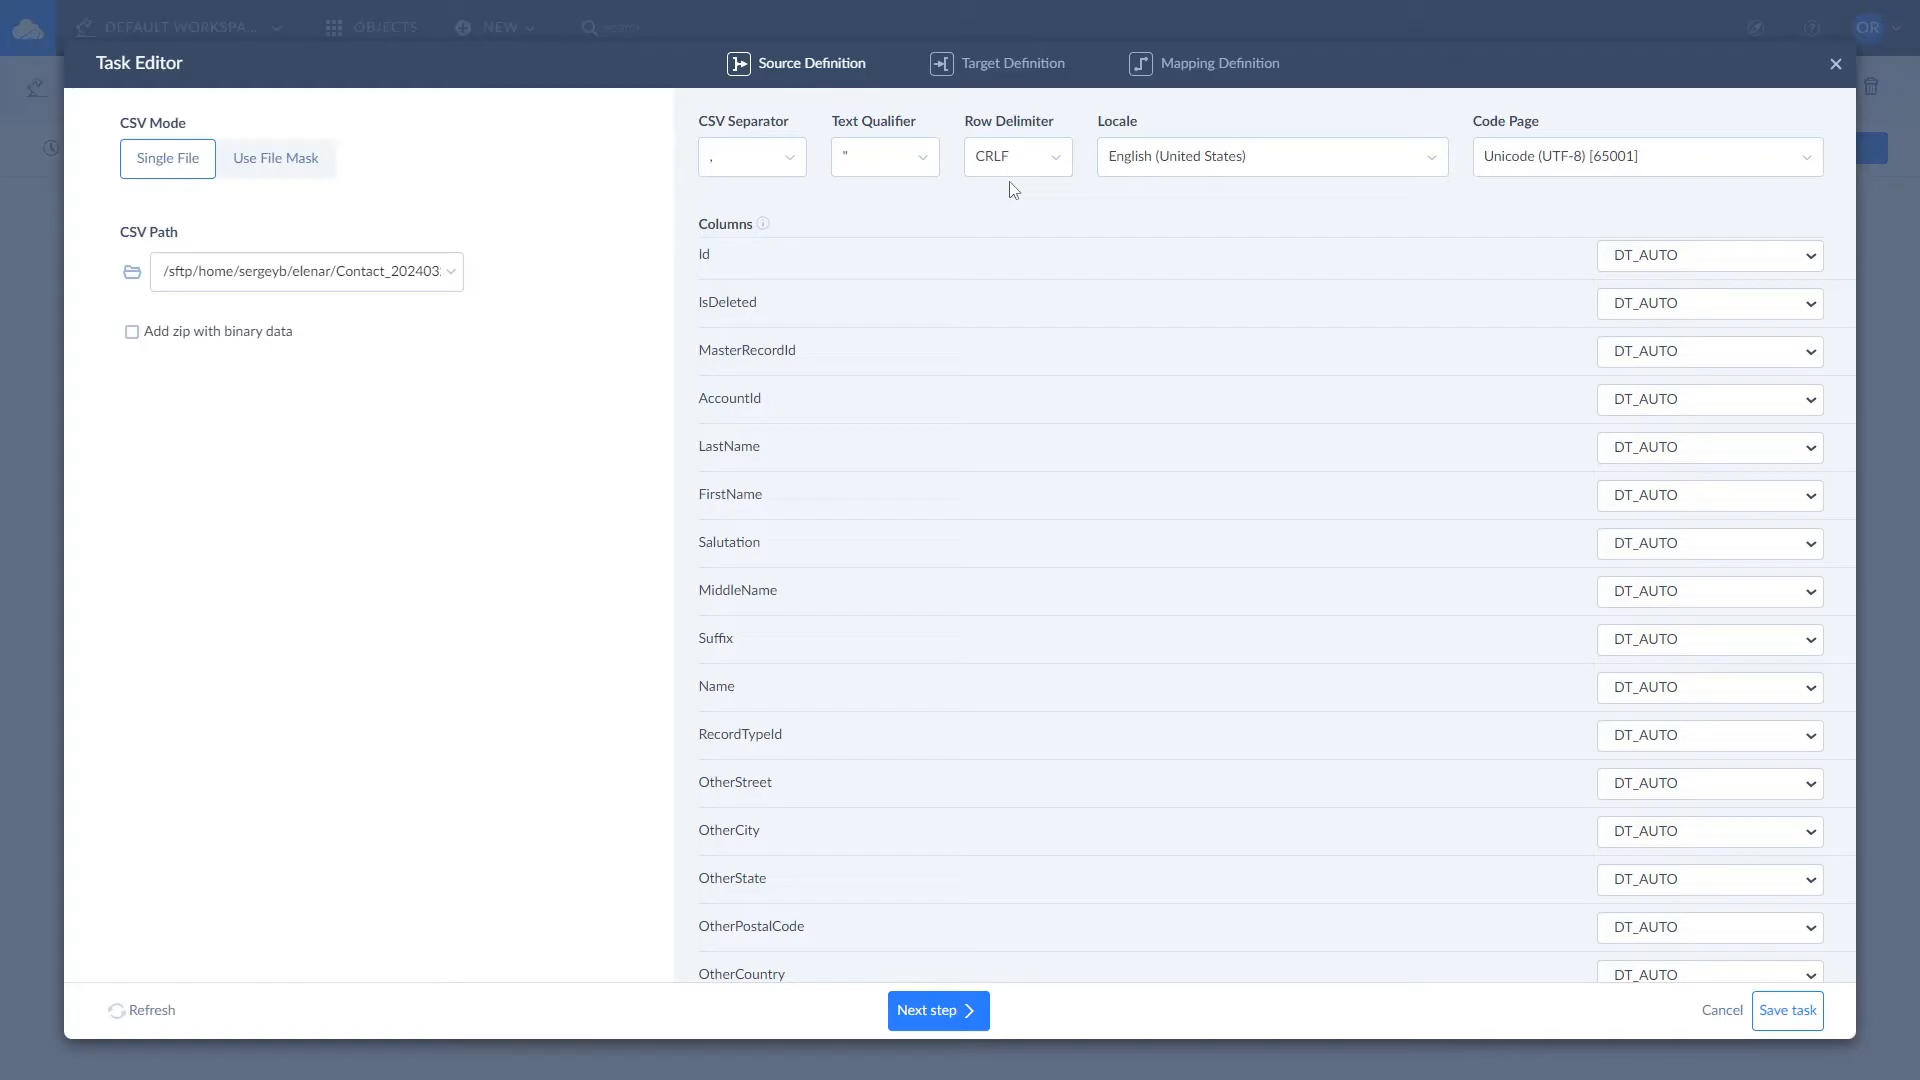 DEFAULT WORKSPA... OBJECTS NEW Search OR
Task Editor Source Definition Target Definition Mapping Definition
CSV Mode
Single File Use File Mask
CSV Path
/sftp/home/sergeyb/elenar/Contact_202403
Add zip with binary data
CSV Separator Text Qualifier Row Delimiter Locale Code Page
, " CRLF English (United States) Unicode (UTF-8) [65001]
Columns
Id DT_AUTO
IsDeleted DT_AUTO
MasterRecordId DT_AUTO
AccountId DT_AUTO
LastName DT_AUTO
FirstName DT_AUTO
Salutation DT_AUTO
MiddleName DT_AUTO
Suffix DT_AUTO
Name DT_AUTO
RecordTypeId DT_AUTO
OtherStreet DT_AUTO
OtherCity DT_AUTO
OtherState DT_AUTO
OtherPostalCode DT_AUTO
OtherCountry DT_AUTO
Refresh Next step Cancel Save task